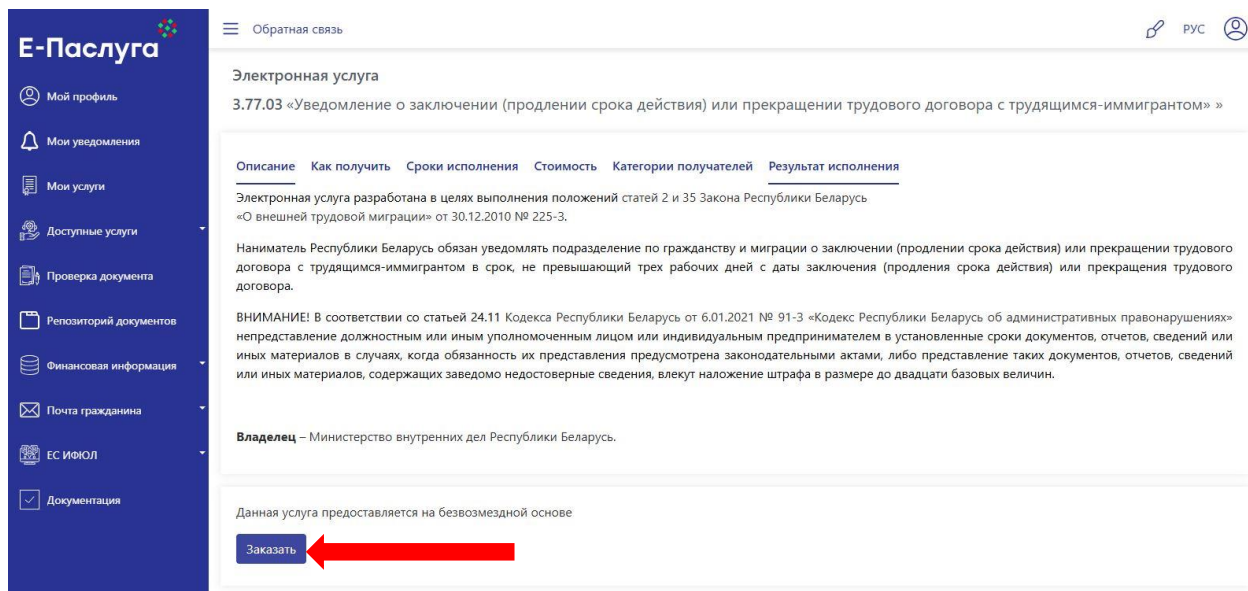 Е-Паслуга
Обратная связь
РУС
Мой профиль
Мои уведомления
Мои услуги
Доступные услуги
Проверка документа
Репозиторий документов
Финансовая информация
Почта гражданина
ЕС ИФЮЛ
Документация
Электронная услуга
3.77.03 «Уведомление о заключении (продлении срока действия) или прекращении трудового договора с трудящимся-иммигрантом» »
Описание Как получить Сроки исполнения Стоимость Категории получателей Результат исполнения
Электронная услуга разработана в целях выполнения положений статей 2 и 35 Закона Республики Беларусь
«О внешней трудовой миграции» от 30.12.2010 № 225-З.
Наниматель Республики Беларусь обязан уведомлять подразделение по гражданству и миграции о заключении (продлении срока действия) или прекращении трудового
договора с трудящимся-иммигрантом в срок, не превышающий трех рабочих дней с даты заключения (продления срока действия) или прекращения трудового
договора.
ВНИМАНИЕ! В соответствии со статьей 24.11 Кодекса Республики Беларусь от 6.01.2021 № 91-З «Кодекс Республики Беларусь об административных правонарушениях»
непредставление должностным или иным уполномоченным лицом или индивидуальным предпринимателем в установленные сроки документов, отчетов, сведений или
иных материалов в случаях, когда обязанность их представления предусмотрена законодательными актами, либо представление таких документов, отчетов, сведений
или иных материалов, содержащих заведомо недостоверные сведения, влекут наложение штрафа в размере до двадцати базовых величин.
Владелец – Министерство внутренних дел Республики Беларусь.
Данная услуга предоставляется на безвозмездной основе
Заказать